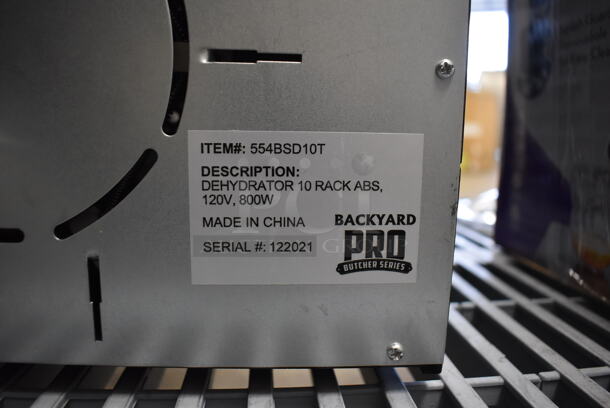 ITEM#: 554BSD10T
DESCRIPTION:
DEHYDRATOR 10 RACK ABS,
120V, 800W
MADE IN CHINA
SERIAL #: 122021
BACKYARD
PRO
BUTCHER SERIES